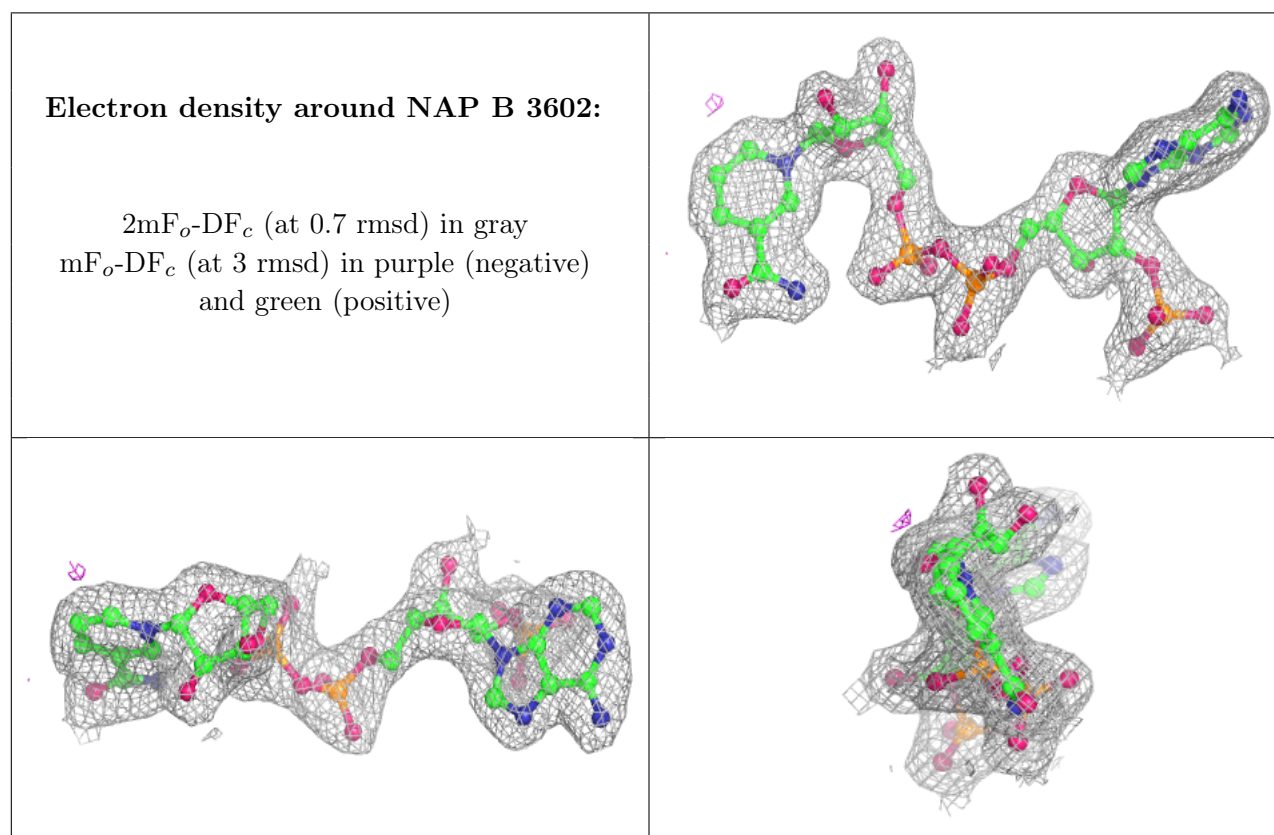 Electron density around NAP B 3602:
2mFo-DFc (at 0.7 rmsd) in gray
mFo-DFc (at 3 rmsd) in purple (negative)
and green (positive)